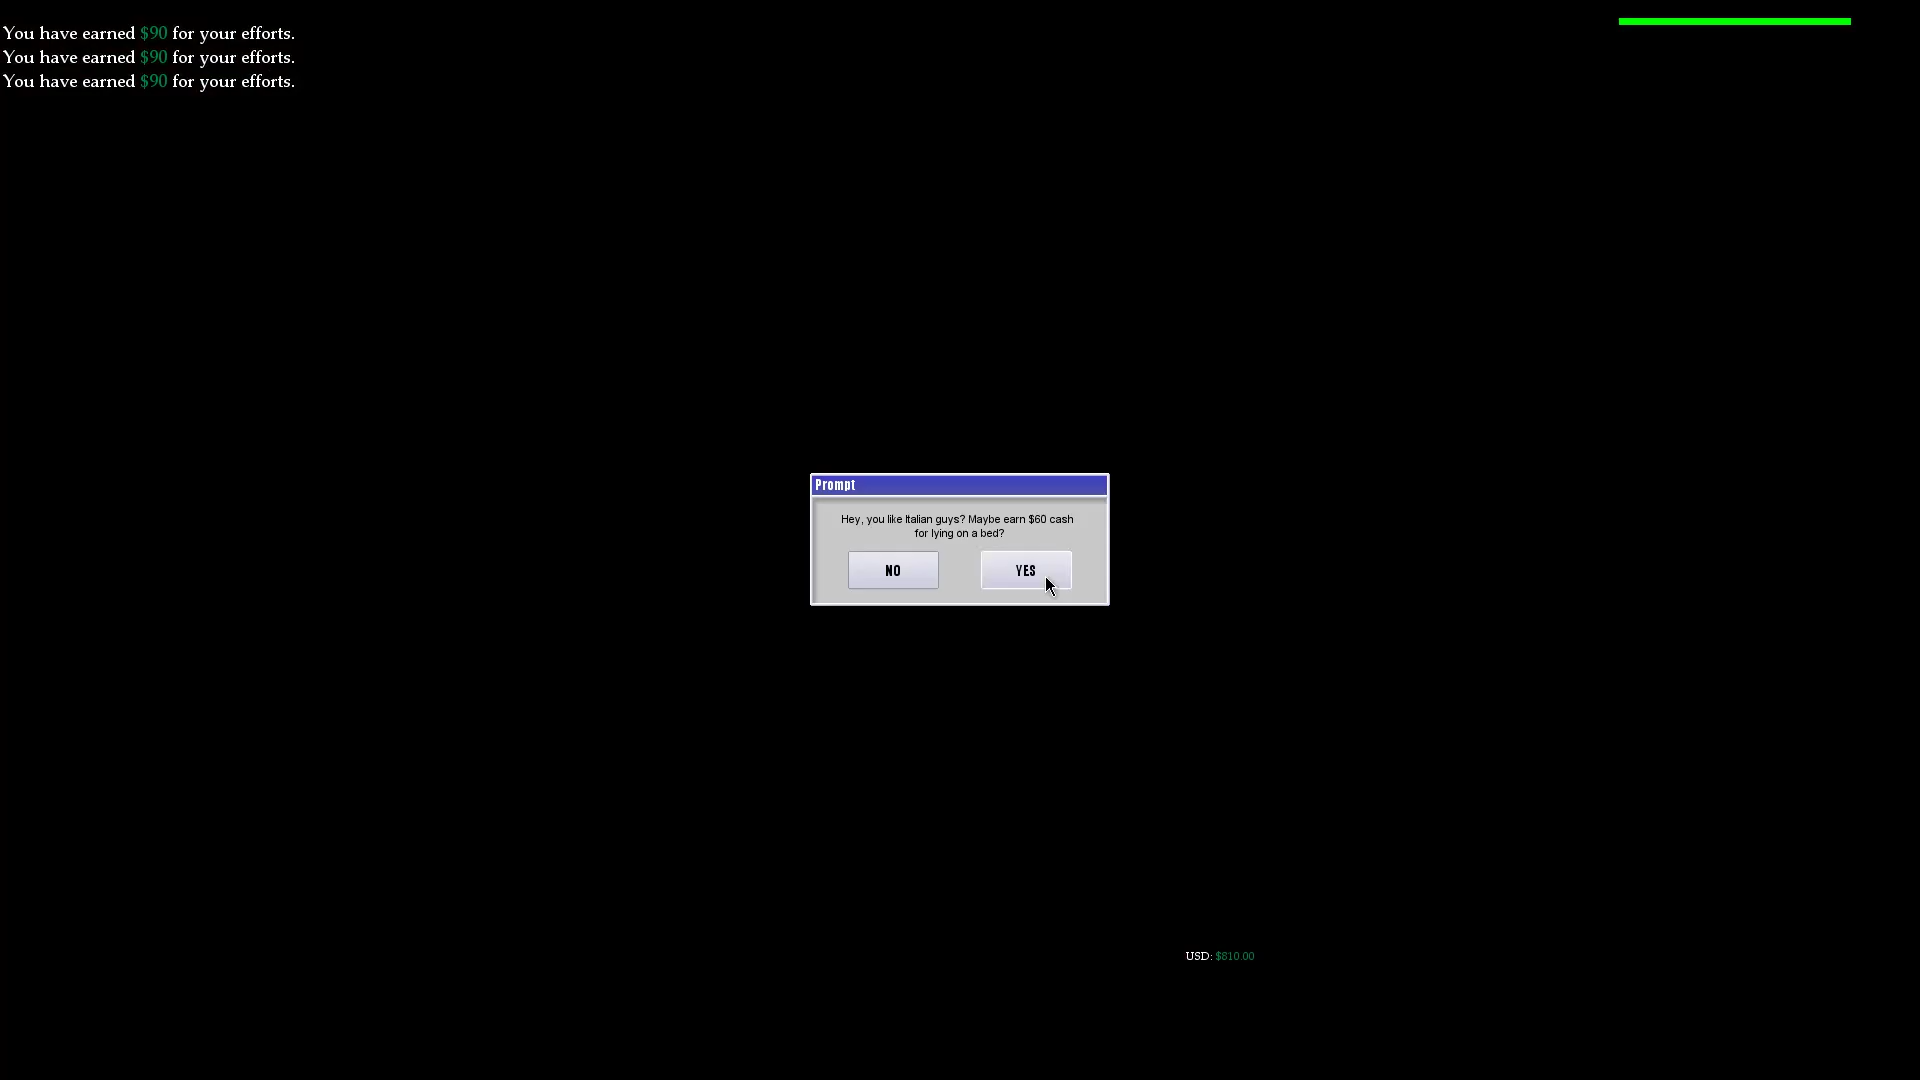 You have earned $90 for your efforts.
You have earned $90 for your efforts.
You have earned $90 for your efforts.
Prompt
Hey, you like Italian guys? Maybe earn $60 cash
for lying on a bed?
NO YES
USD: $810.00